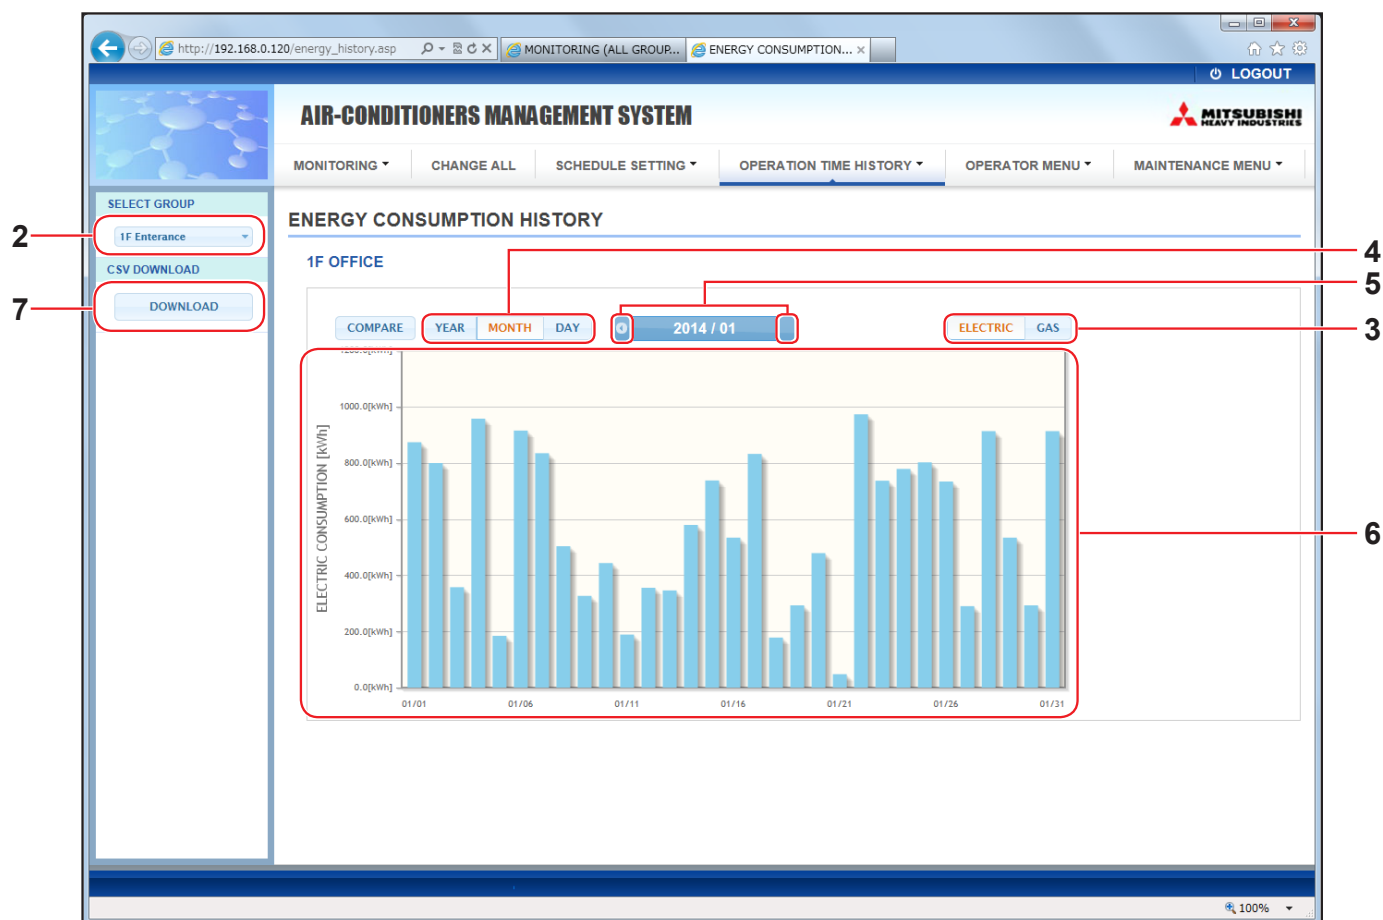 http://192.168.0.120/energy_history.asp
MONITORING (ALL GROUP...
ENERGY CONSUMPTION...
LOGOUT
AIR-CONDITIONERS MANAGEMENT SYSTEM
MITSUBISHI
HEAVY INDUSTRIES
MONITORING CHANGE ALL SCHEDULE SETTING OPERATION TIME HISTORY OPERATOR MENU MAINTENANCE MENU
SELECT GROUP
2
1F Enterance
CSV DOWNLOAD
7
DOWNLOAD
ENERGY CONSUMPTION HISTORY
1F OFFICE
4
5
COMPARE YEAR MONTH DAY 2014 / 01 ELECTRIC GAS
3
1200.0[kWh]
1000.0[kWh]
800.0[kWh]
600.0[kWh]
400.0[kWh]
200.0[kWh]
0.0[kWh]
ELECTRIC CONSUMPTION [kWh]
6
01/01 01/06 01/11 01/16 01/21 01/26 01/31
100%